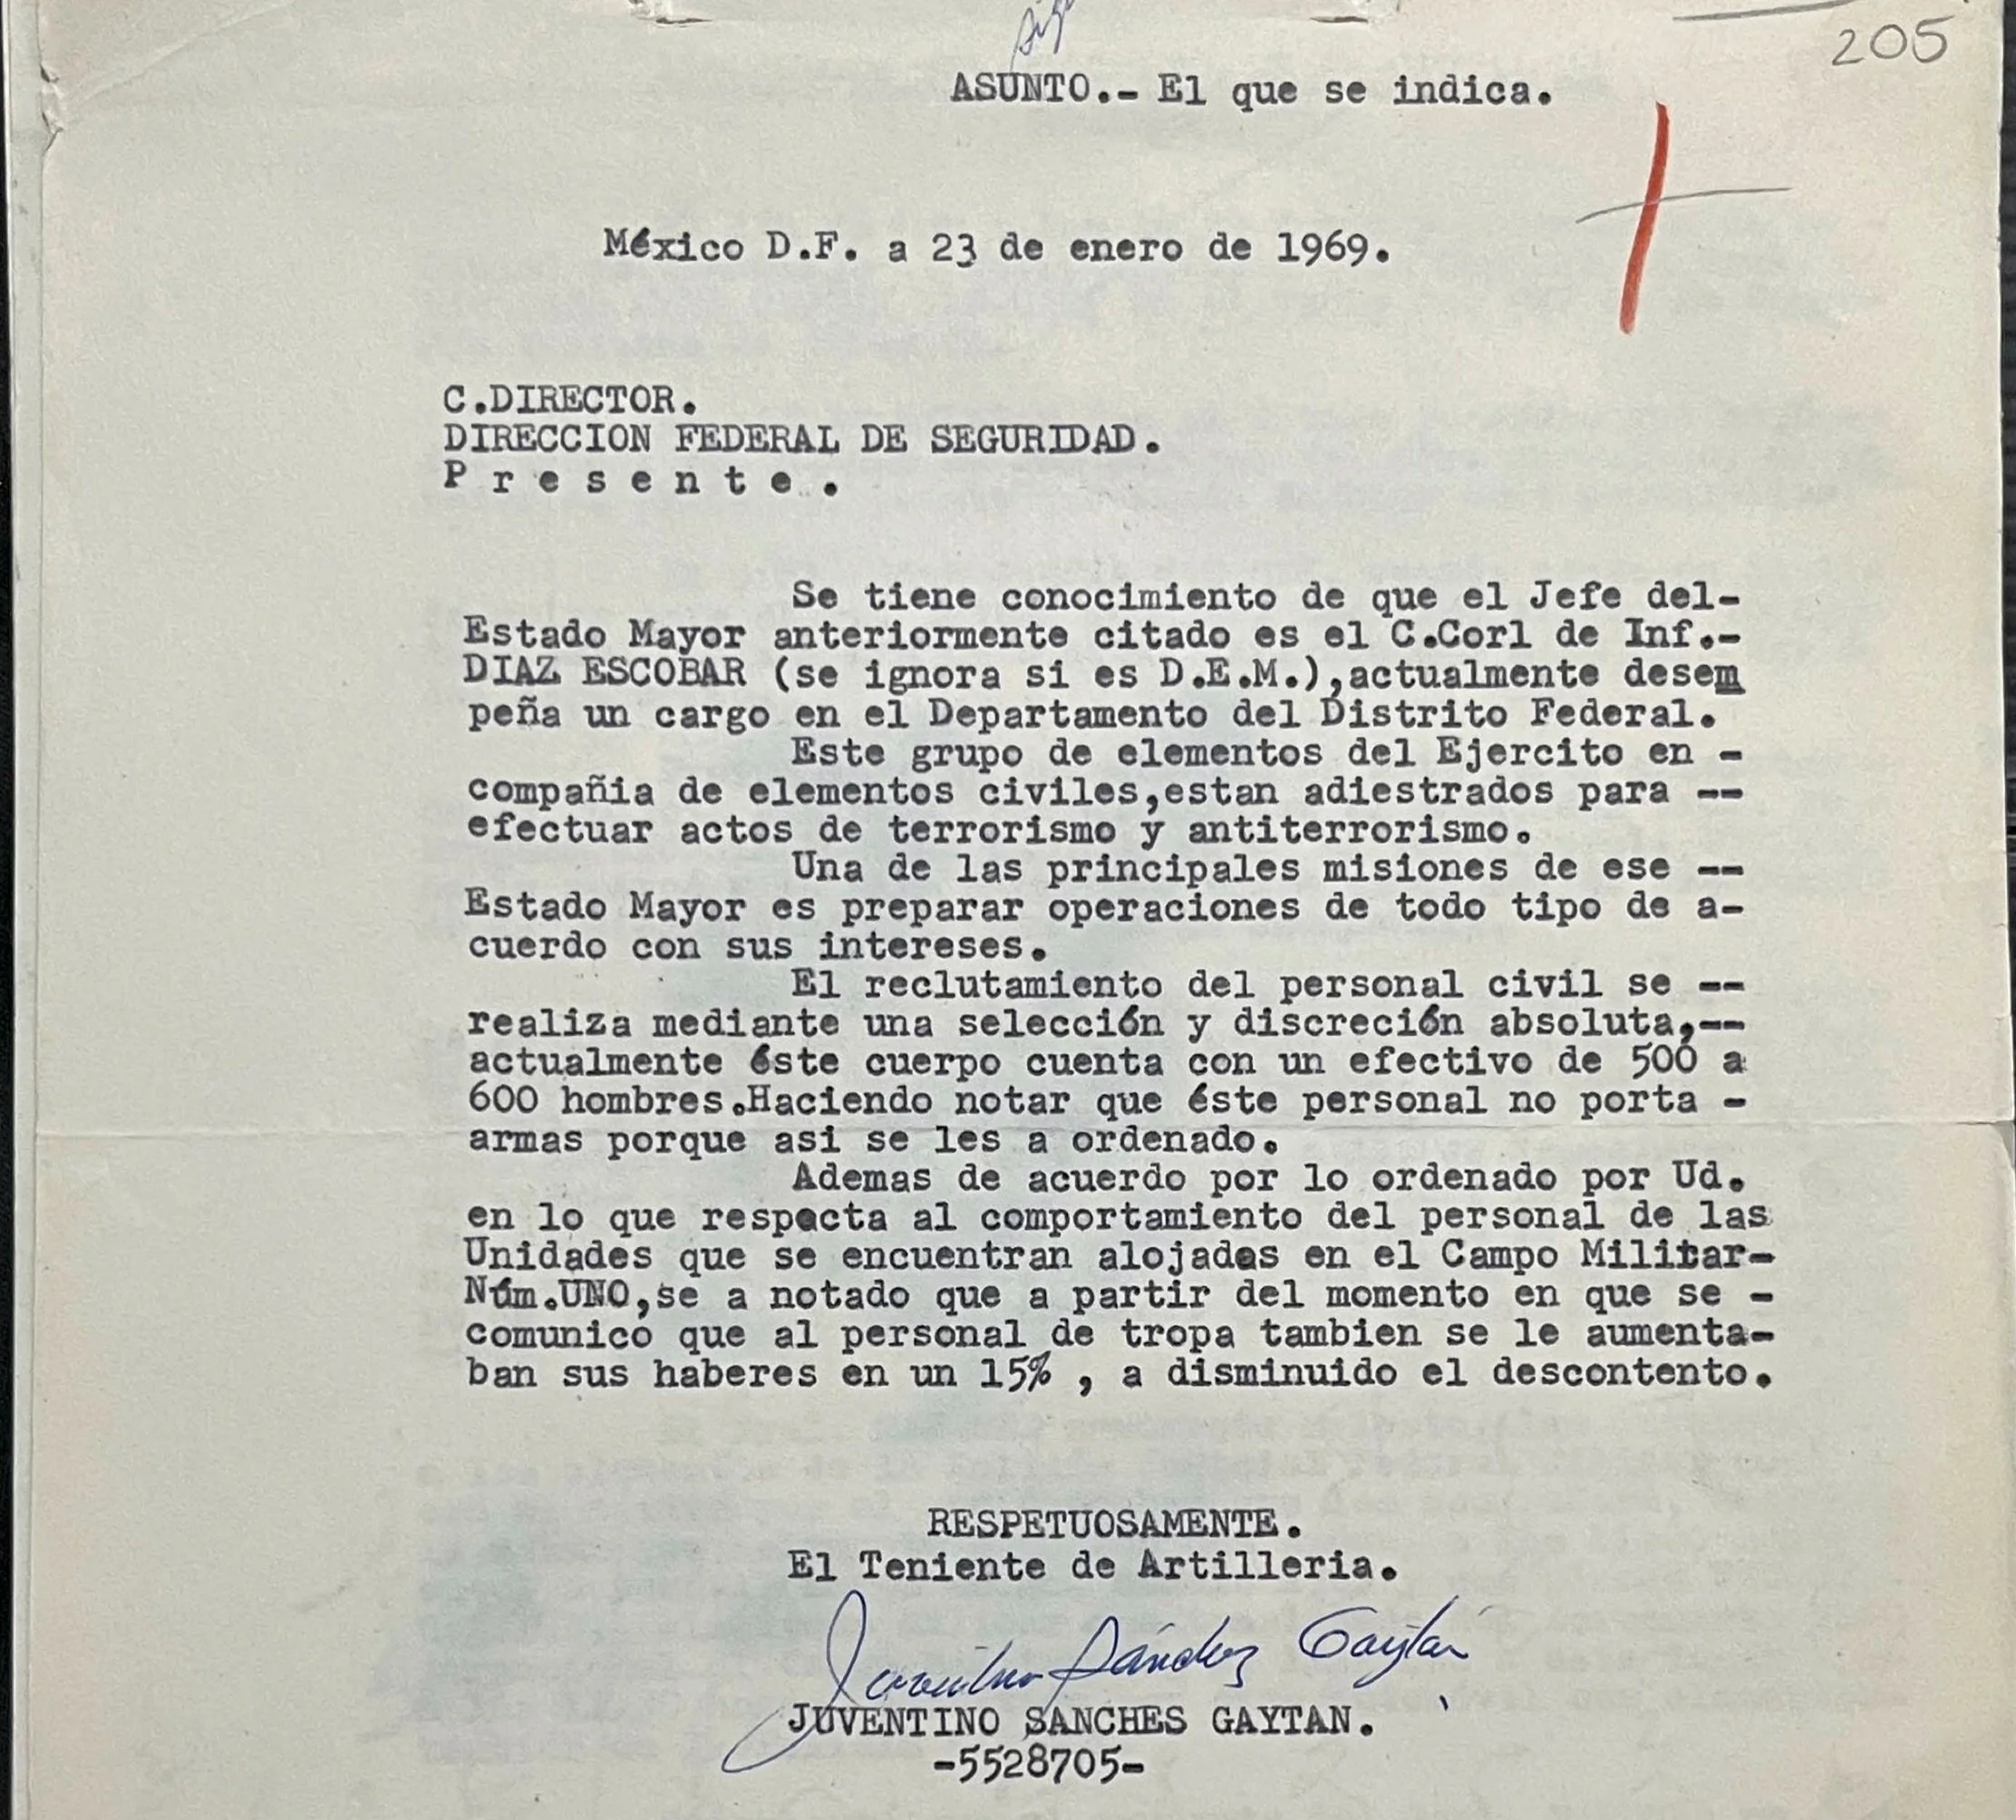 205
ASUNTO.- El que se indica.
México D.F. a 23 de enero de 1969.
C.DIRECTOR.
DIRECCION FEDERAL DE SEGURIDAD.
P r e s e n t e .
Se tiene conocimiento de que el Jefe del-
Estado Mayor anteriormente citado es el C.Corl de Inf.-
DIAZ ESCOBAR (se ignora si es D.E.M.),actualmente desem
peña un cargo en el Departamento del Distrito Federal.
Este grupo de elementos del Ejercito en -
compañia de elementos civiles,estan adiestrados para --
efectuar actos de terrorismo y antiterrorismo.
Una de las principales misiones de ese --
Estado Mayor es preparar operaciones de todo tipo de a-
cuerdo con sus intereses.
El reclutamiento del personal civil se --
realiza mediante una selección y discreción absoluta,--
actualmente éste cuerpo cuenta con un efectivo de 500 a
600 hombres.Haciendo notar que éste personal no porta -
armas porque asi se les a ordenado.
Ademas de acuerdo por lo ordenado por Ud.
en lo que respecta al comportamiento del personal de las
Unidades que se encuentran alojadas en el Campo Militar-
Núm.UNO,se a notado que a partir del momento en que se -
comunicó que al personal de tropa tambien se le aumenta-
ban sus haberes en un 15% , a disminuido el descontento.
RESPETUOSAMENTE.
El Teniente de Artilleria.
Juventino Sánchez Gaytán
JUVENTINO SANCHES GAYTAN.
-5528705-